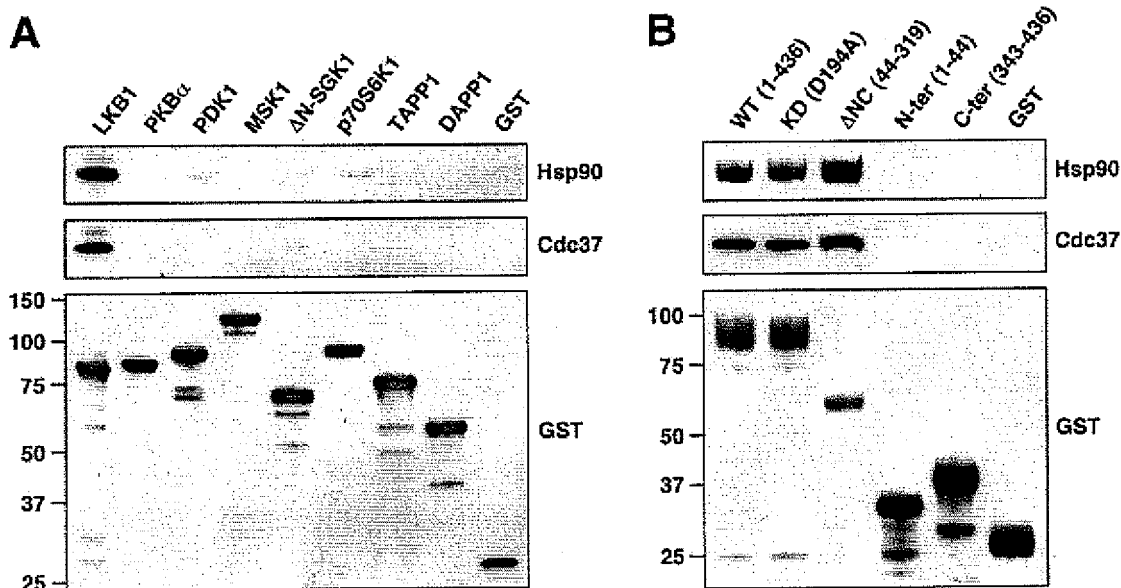 A
LKB1
PKBα
PDK1
MSK1
ΔN-SGK1
p70S6K1
TAPP1
DAPP1
GST
Hsp90
Cdc37
150
100
75
50
37
25
GST
B
WT (1-436)
KD (D194A)
ΔNC (44-319)
N-ter (1-44)
C-ter (343-436)
GST
Hsp90
Cdc37
100
75
50
37
25
GST